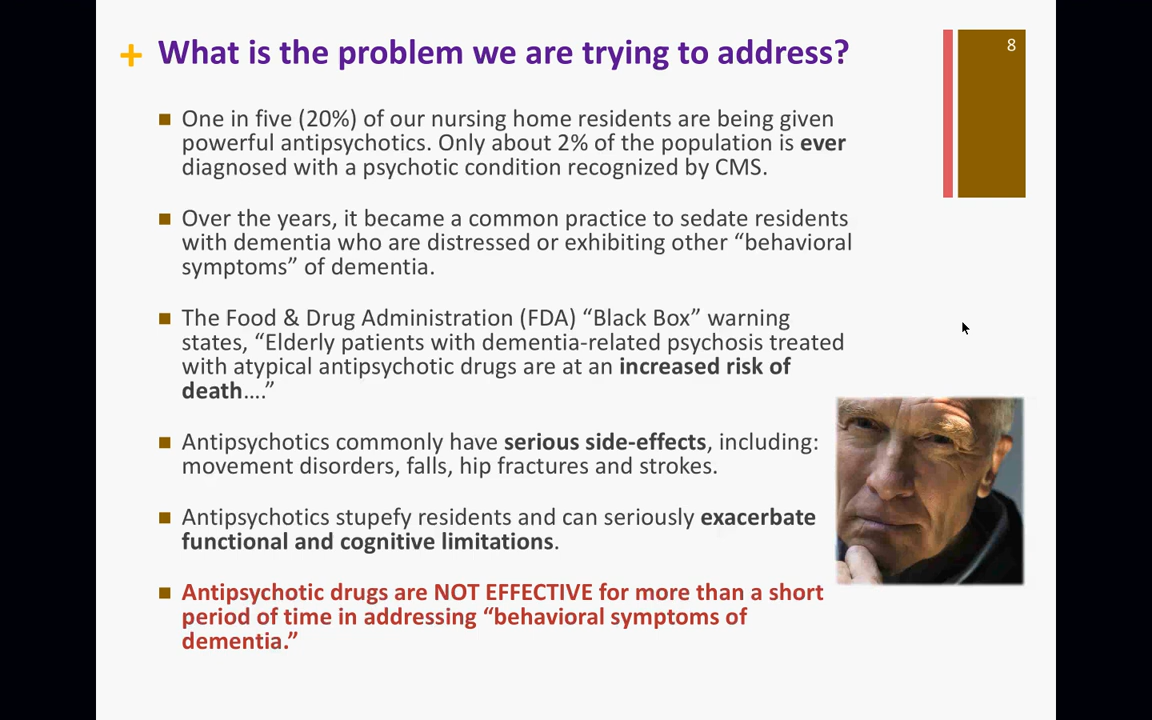 + What is the problem we are trying to address?
8
■ One in five (20%) of our nursing home residents are being given
powerful antipsychotics. Only about 2% of the population is ever
diagnosed with a psychotic condition recognized by CMS.
■ Over the years, it became a common practice to sedate residents
with dementia who are distressed or exhibiting other “behavioral
symptoms” of dementia.
■ The Food & Drug Administration (FDA) “Black Box” warning
states, “Elderly patients with dementia-related psychosis treated
with atypical antipsychotic drugs are at an increased risk of
death....”
■ Antipsychotics commonly have serious side-effects, including:
movement disorders, falls, hip fractures and strokes.
■ Antipsychotics stupefy residents and can seriously exacerbate
functional and cognitive limitations.
■ Antipsychotic drugs are NOT EFFECTIVE for more than a short
period of time in addressing “behavioral symptoms of
dementia.”